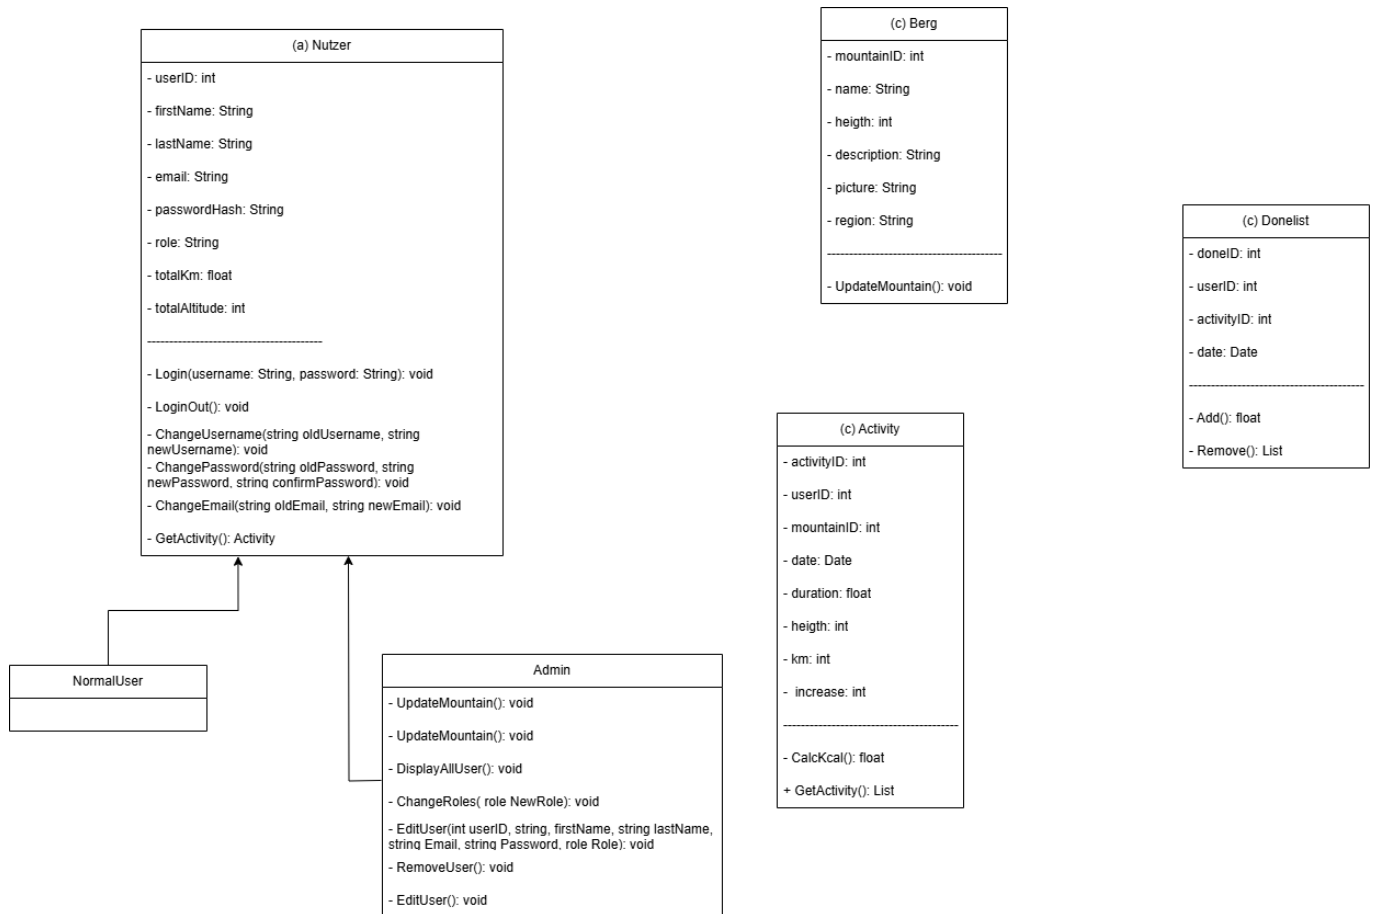 (a) Nutzer
- userID: int
- firstName: String
- lastName: String
- email: String
- passwordHash: String
- role: String
- totalKm: float
- totalAltitude: int
----------------------------------------
- Login(username: String, password: String): void
- LoginOut(): void
- ChangeUsername(string oldUsername, string
newUsername): void
- ChangePassword(string oldPassword, string
newPassword, string confirmPassword): void
- ChangeEmail(string oldEmail, string newEmail): void
- GetActivity(): Activity
NormalUser
Admin
- UpdateMountain(): void
- UpdateMountain(): void
- DisplayAllUser(): void
- ChangeRoles( role NewRole): void
- EditUser(int userID, string, firstName, string lastName,
string Email, string Password, role Role): void
- RemoveUser(): void
- EditUser(): void
(c) Berg
- mountainID: int
- name: String
- heigth: int
- description: String
- picture: String
- region: String
----------------------------------------
- UpdateMountain(): void
(c) Activity
- activityID: int
- userID: int
- mountainID: int
- date: Date
- duration: float
- heigth: int
- km: int
- increase: int
----------------------------------------
- CalcKcal(): float
+ GetActivity(): List
(c) Donelist
- doneID: int
- userID: int
- activityID: int
- date: Date
----------------------------------------
- Add(): float
- Remove(): List